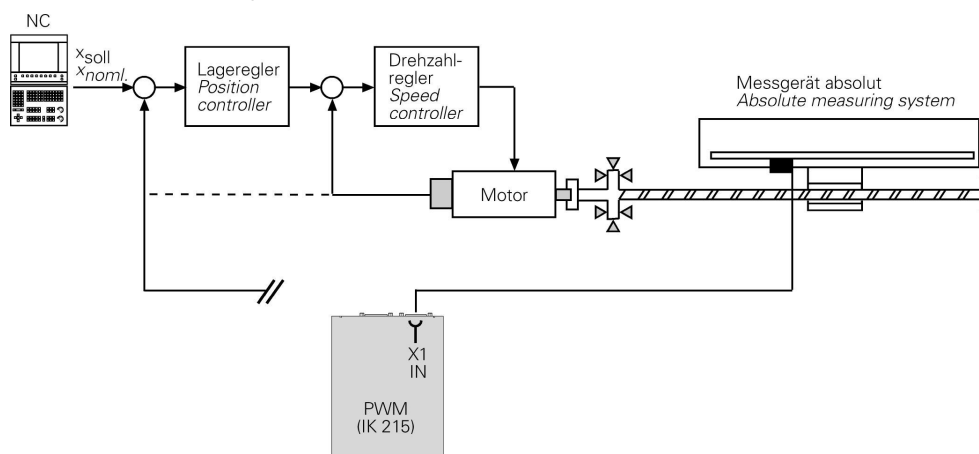 NC
xsoll
xnoml.
Lageregler
Position
controller
Drehzahl-
regler
Speed
controller
Messgerät absolut
Absolute measuring system
Motor
X1
IN
PWM
(IK 215)